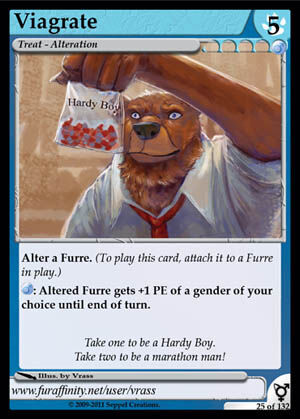 Viagrate
5
Treat - Alteration
Hardy Boy
Alter a Furre. (To play this card, attach it to a Furre
in play.)
: Altered Furre gets +1 PE of a gender of your
choice until end of turn.
Take one to be a Hardy Boy.
Take two to be a marathon man!
Illus. by Vrass
www.furaffinity.net/user/vrass
© 2009-2011 Seppel Creations.
25 of 132